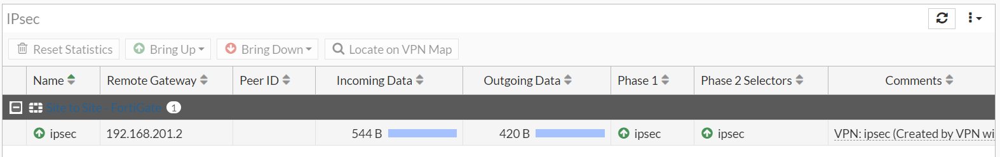 IPsec
Reset Statistics Bring Up Bring Down Locate on VPN Map
Name Remote Gateway Peer ID Incoming Data Outgoing Data Phase 1 Phase 2 Selectors Comments
Site to Site - FortiGate 1
ipsec 192.168.201.2 544 B 420 B ipsec ipsec VPN: ipsec (Created by VPN wi